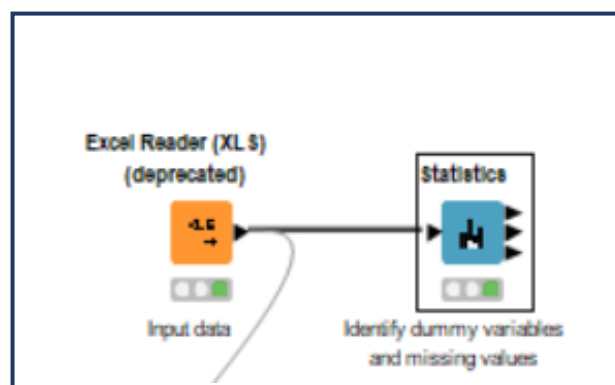 Excel Reader (XLS)
(deprecated)
Statistics
Input data
Identify dummy variables
and missing values